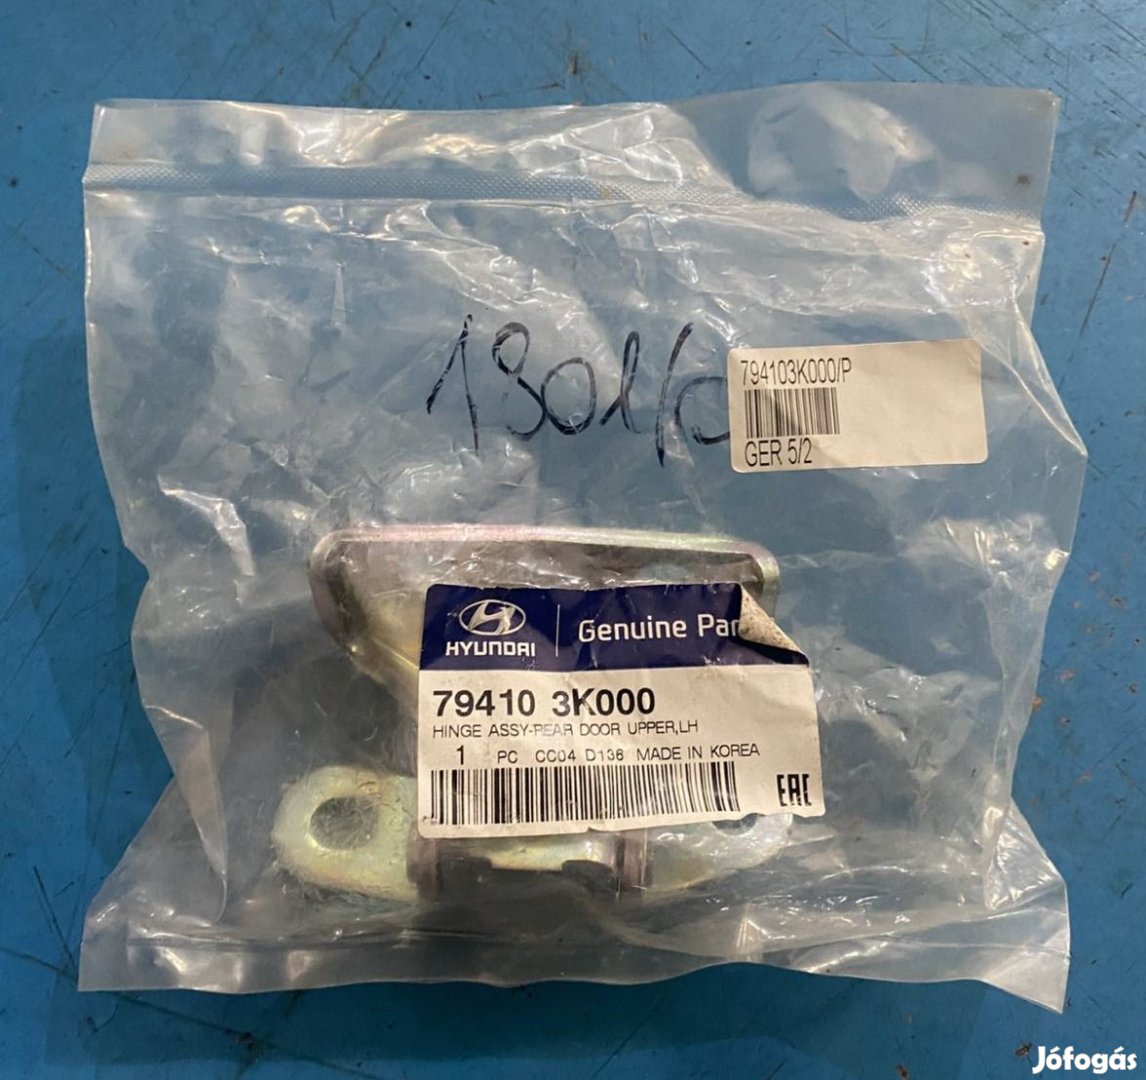 794103K000/P
GER 5/2
HYUNDAI
Genuine Par
79410 3K000
HINGE ASSY-REAR DOOR UPPER,LH
1 PC CC04 D136 MADE IN KOREA
EAC
Jófogás